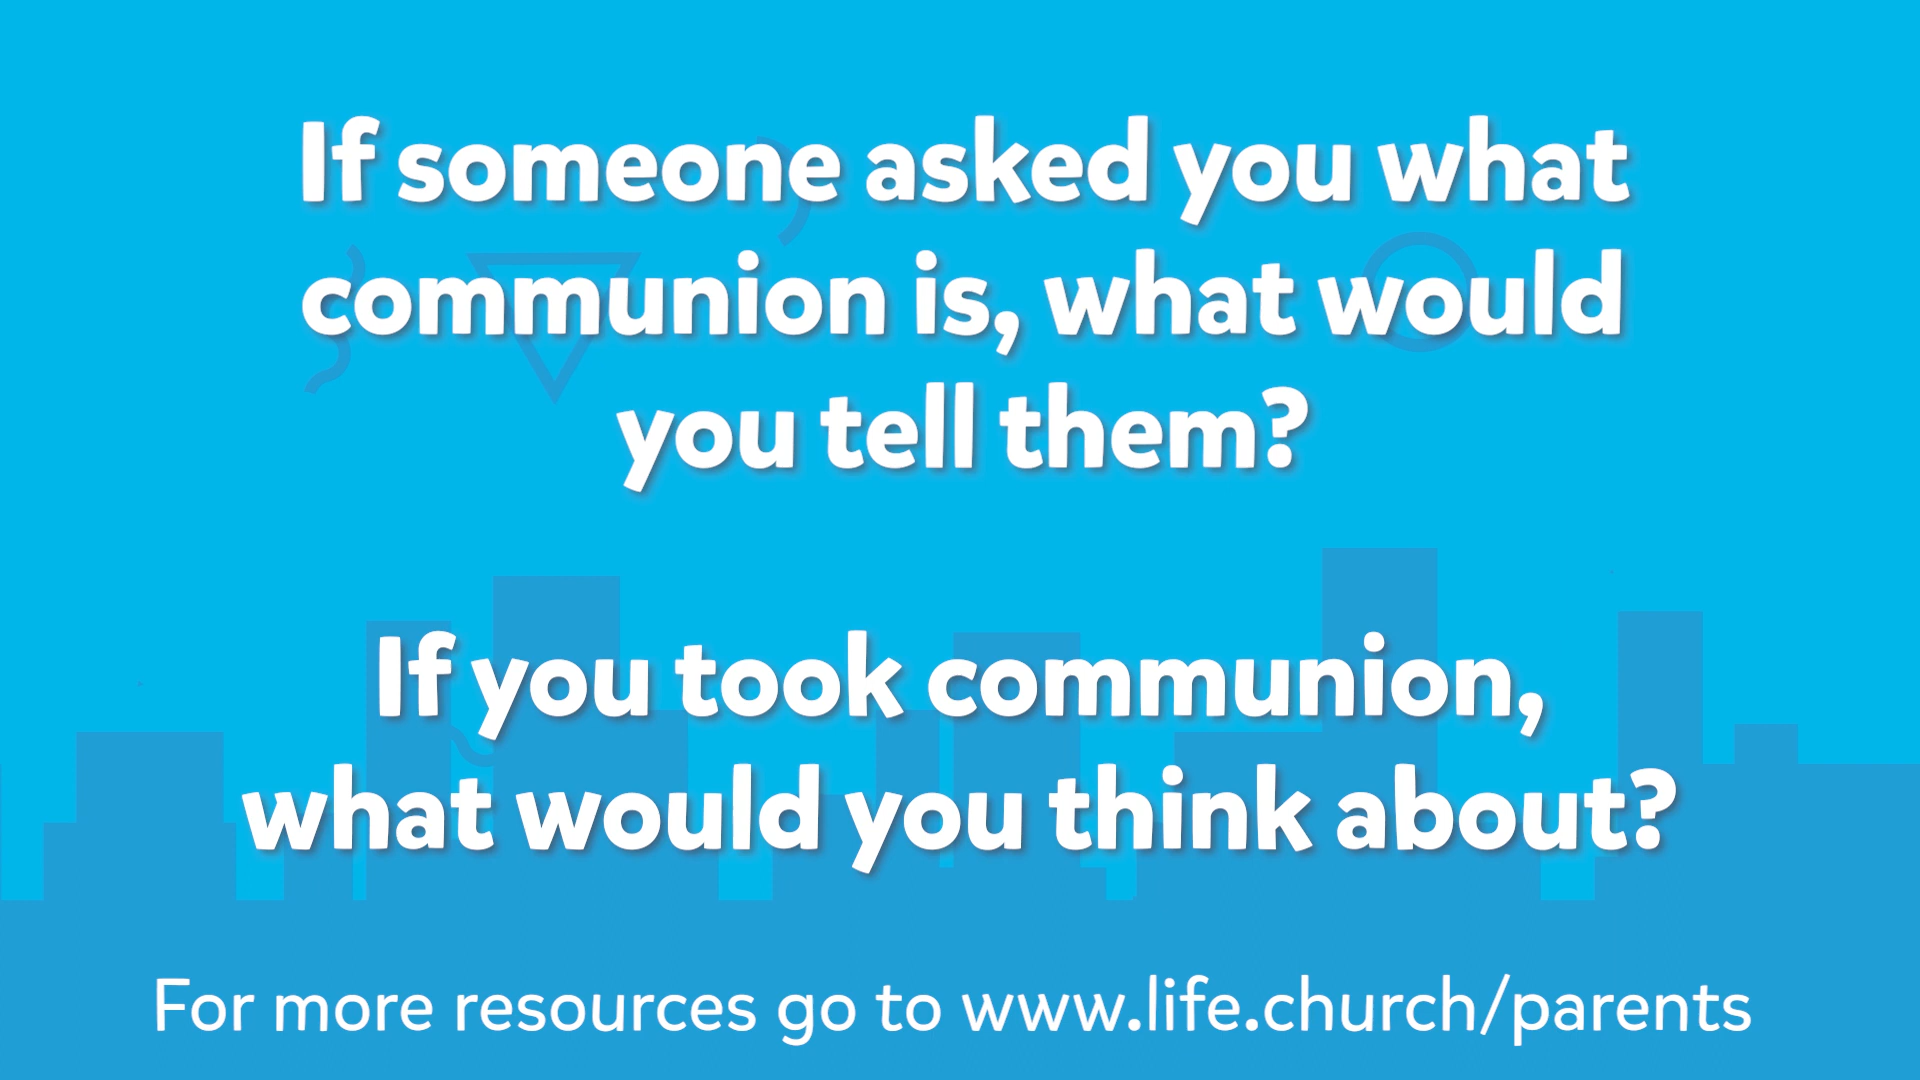 If someone asked you what
communion is, what would
you tell them?
If you took communion,
what would you think about?
For more resources go to www.life.church/parents